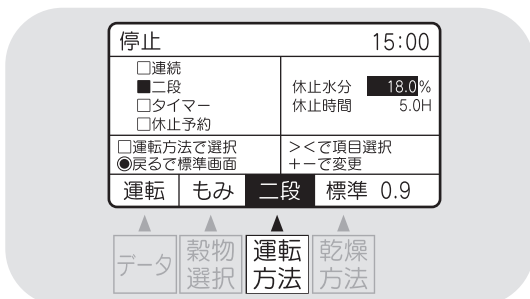 停止 15:00
□連続
■二段
□タイマー
□休止予約
休止水分 18.0%
休止時間 5.0H
□運転方法で選択
◉戻るで標準画面
><で項目選択
+−で変更
運転 もみ 二段 標準 0.9
データ
穀物
選択
運転
方法
乾燥
方法